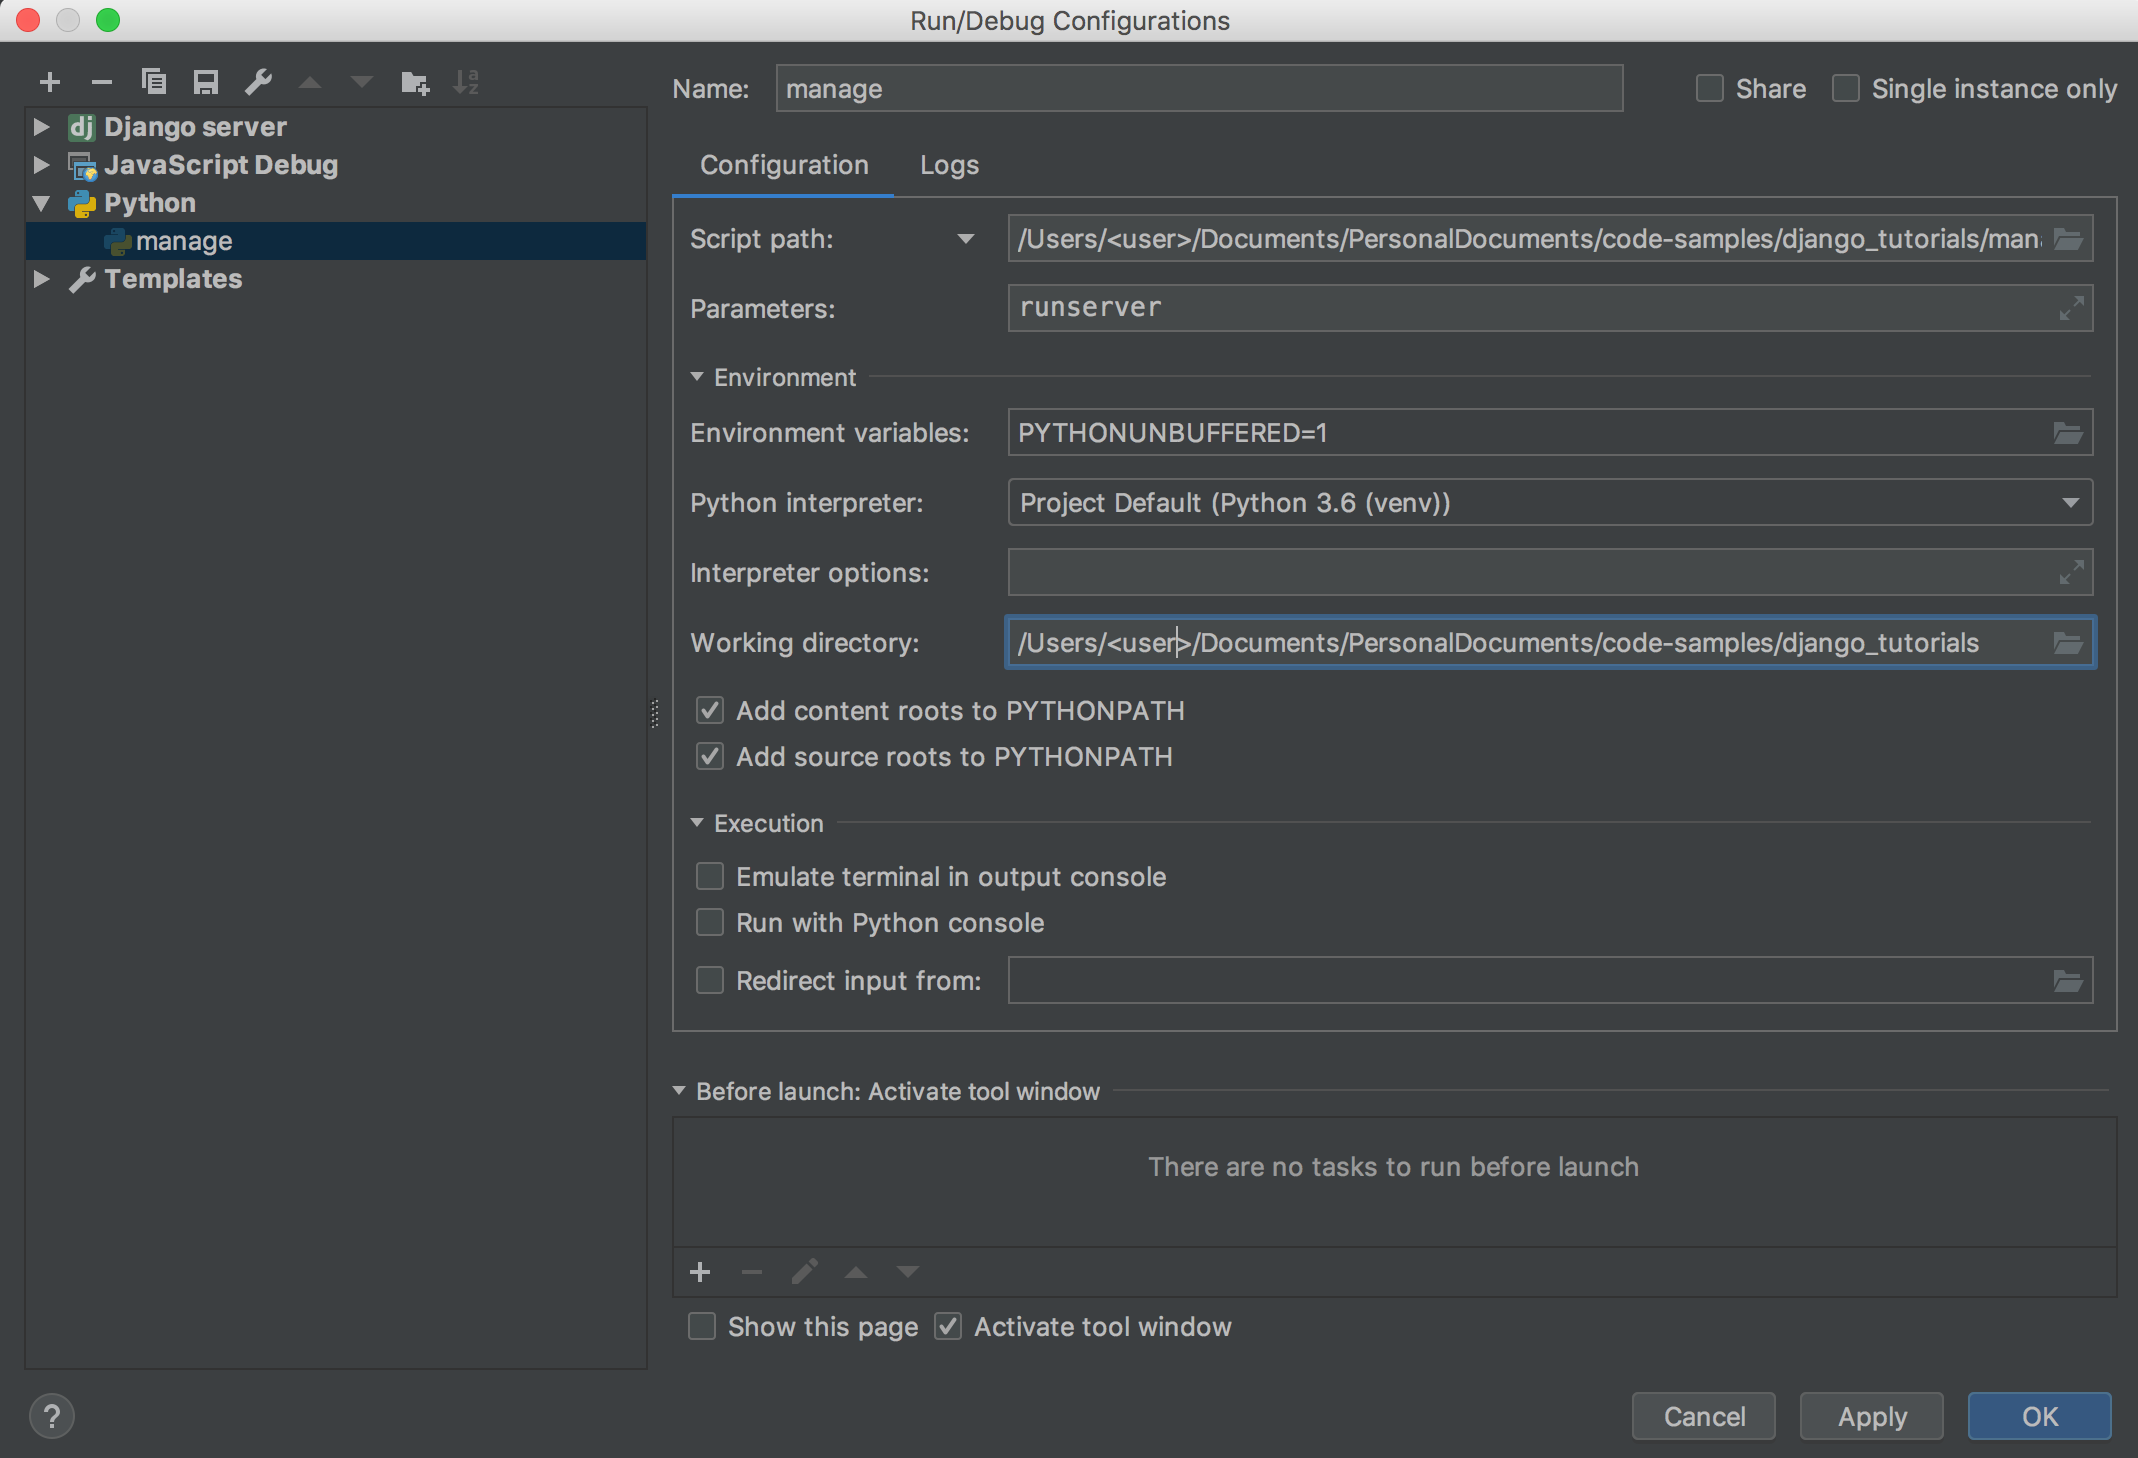 Run/Debug Configurations
Name: manage Share Single instance only
Django server
JavaScript Debug
Python
manage
Templates
Configuration Logs
Script path: /Users/<user>/Documents/PersonalDocuments/code-samples/django_tutorials/man
Parameters: runserver
Environment
Environment variables: PYTHONUNBUFFERED=1
Python interpreter: Project Default (Python 3.6 (venv))
Interpreter options:
Working directory: /Users/<user>/Documents/PersonalDocuments/code-samples/django_tutorials
Add content roots to PYTHONPATH
Add source roots to PYTHONPATH
Execution
Emulate terminal in output console
Run with Python console
Redirect input from:
Before launch: Activate tool window
There are no tasks to run before launch
Show this page Activate tool window
? Cancel Apply OK